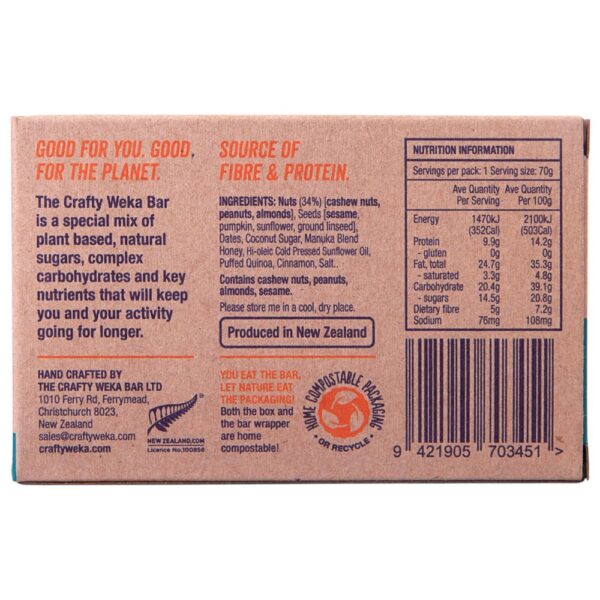 GOOD FOR YOU. GOOD.
FOR THE PLANET.
The Crafty Weka Bar
is a special mix of
plant based, natural
sugars, complex
carbohydrates and key
nutrients that will keep
you and your activity
going for longer.
HAND CRAFTED BY
THE CRAFTY WEKA BAR LTD
1010 Ferry Rd, Ferrymead,
Christchurch 8023,
New Zealand
sales@craftyweka.com
craftyweka.com
NEW ZEALAND.COM
Licence No.100856
SOURCE OF
FIBRE & PROTEIN.
INGREDIENTS: Nuts (34%) [cashew nuts,
peanuts, almonds], Seeds [sesame,
pumpkin, sunflower, ground linseed],
Dates, Coconut Sugar, Manuka Blend
Honey, Hi-oleic Cold Pressed Sunflower Oil,
Puffed Quinoa, Cinnamon, Salt..
Contains cashew nuts, peanuts,
almonds, sesame.
Please store me in a cool, dry place.
Produced in New Zealand
YOU EAT THE BAR,
LET NATURE EAT
THE PACKAGING!
Both the box and
the bar wrapper
are home
compostable!
HOME COMPOSTABLE PACKAGING
• OR RECYCLE •
NUTRITION INFORMATION
Servings per pack: 1 Serving size: 70g
Ave Quantity Ave Quantity
Per Serving Per 100g
Energy 1470kJ 2100kJ
(352Cal) (503Cal)
Protein 9.9g 14.2g
- gluten 0g 0g
Fat, total 24.7g 35.3g
- saturated 3.3g 4.8g
Carbohydrate 20.4g 39.1g
- sugars 14.5g 20.8g
Dietary fibre 5g 7.2g
Sodium 76mg 108mg
9 421905 703451 >